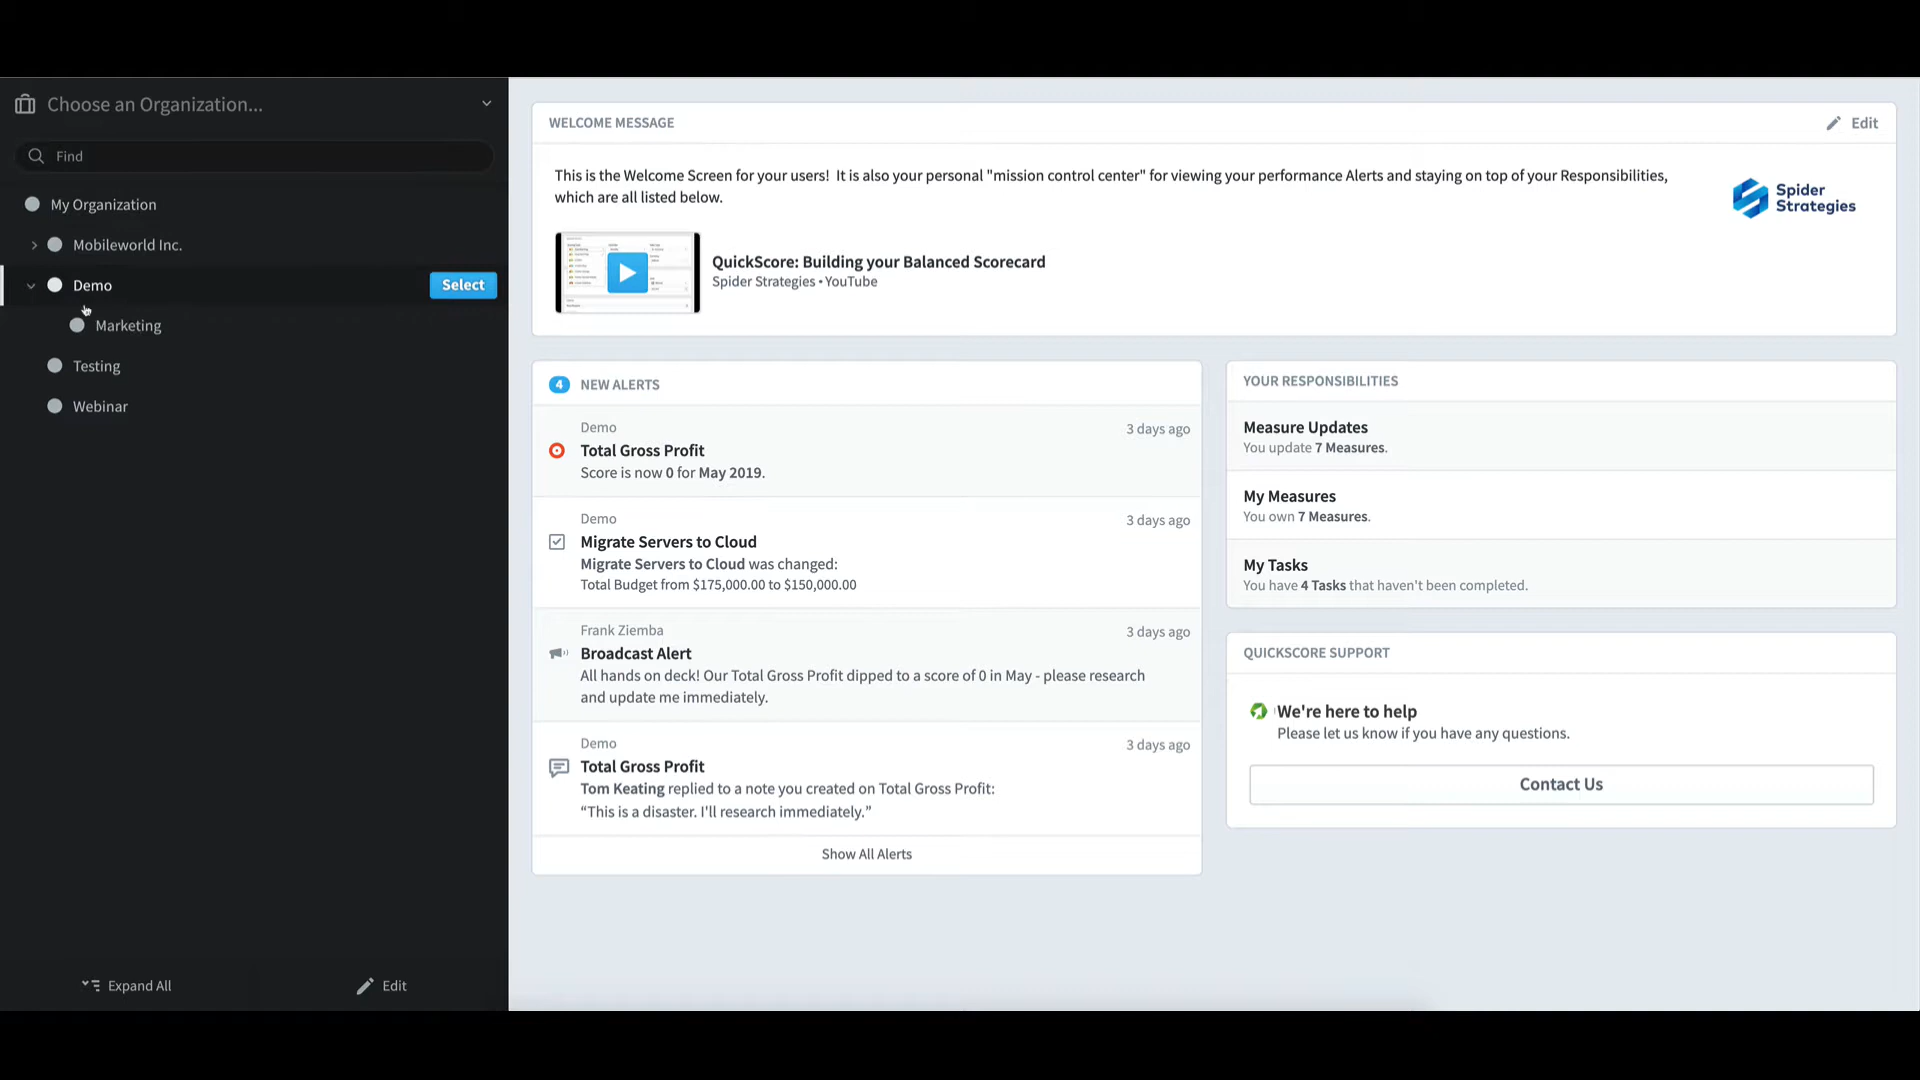 Choose an Organization...
Find
My Organization
Mobileworld Inc.
Demo
Select
Marketing
Testing
Webinar
Expand All
Edit
WELCOME MESSAGE
Edit
This is the Welcome Screen for your users! It is also your personal "mission control center" for viewing your performance Alerts and staying on top of your Responsibilities,
which are all listed below.
Spider
Strategies
QuickScore: Building your Balanced Scorecard
Spider Strategies • YouTube
4 NEW ALERTS
Demo
3 days ago
Total Gross Profit
Score is now 0 for May 2019.
Demo
3 days ago
Migrate Servers to Cloud
Migrate Servers to Cloud was changed:
Total Budget from $175,000.00 to $150,000.00
Frank Ziemba
3 days ago
Broadcast Alert
All hands on deck! Our Total Gross Profit dipped to a score of 0 in May - please research
and update me immediately.
Demo
3 days ago
Total Gross Profit
Tom Keating replied to a note you created on Total Gross Profit:
“This is a disaster. I'll research immediately.”
Show All Alerts
YOUR RESPONSIBILITIES
Measure Updates
You update 7 Measures.
My Measures
You own 7 Measures.
My Tasks
You have 4 Tasks that haven't been completed.
QUICKSCORE SUPPORT
We're here to help
Please let us know if you have any questions.
Contact Us